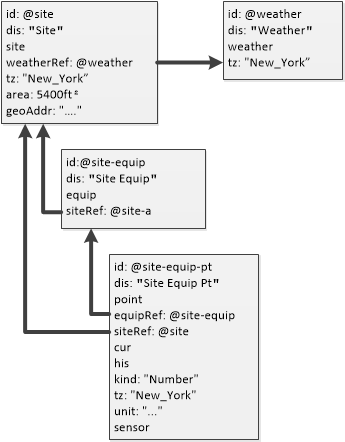 id: @site
dis: "Site"
site
weatherRef: @weather
tz: "New_York"
area: 5400ft²
geoAddr: "...."
id: @weather
dis: "Weather"
weather
tz: "New_York"
id:@site-equip
dis: "Site Equip"
equip
siteRef: @site-a
id: @site-equip-pt
dis: "Site Equip Pt"
point
equipRef: @site-equip
siteRef: @site
cur
his
kind: "Number"
tz: "New_York"
unit: "..."
sensor